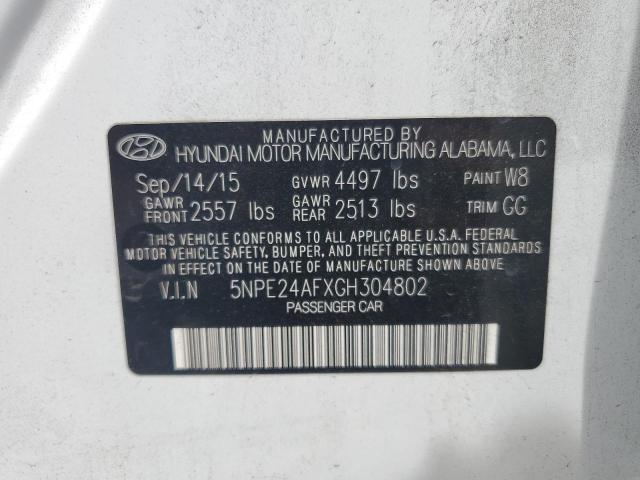 MANUFACTURED BY
HYUNDAI MOTOR MANUFACTURING ALABAMA, LLC
Sep/14/15 GVWR 4497 lbs PAINT W8
GAWR FRONT 2557 lbs GAWR REAR 2513 lbs TRIM GG
THIS VEHICLE CONFORMS TO ALL APPLICABLE U.S.A. FEDERAL
MOTOR VEHICLE SAFETY, BUMPER, AND THEFT PREVENTION STANDARDS
IN EFFECT ON THE DATE OF MANUFACTURE SHOWN ABOVE.
V.I.N 5NPE24AFXGH304802
PASSENGER CAR